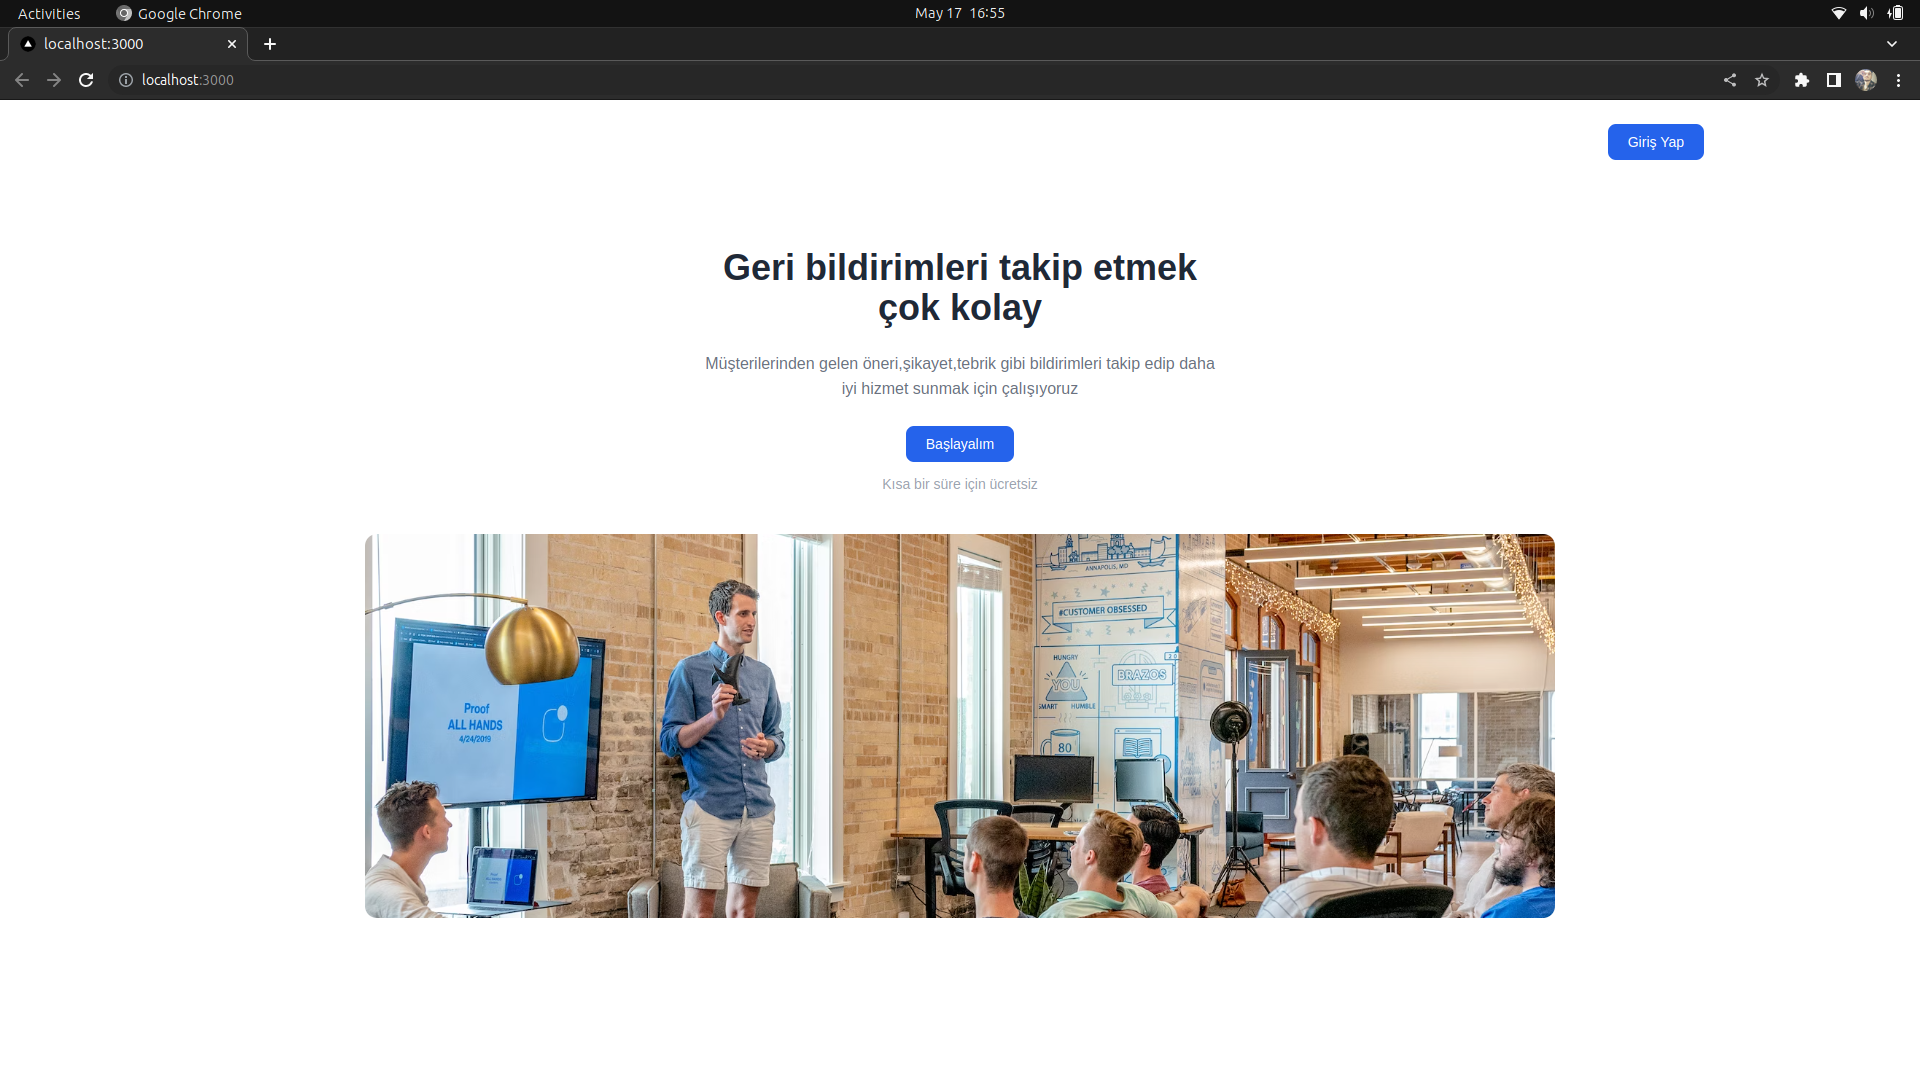 Activities
Google Chrome
May 17 16:55
localhost:3000
localhost:3000
Giriş Yap
Geri bildirimleri takip etmek
çok kolay
Müşterilerinden gelen öneri,şikayet,tebrik gibi bildirimleri takip edip daha
iyi hizmet sunmak için çalışıyoruz
Başlayalım
Kısa bir süre için ücretsiz
ANNAPOLIS, MD
#CUSTOMER OBSESSED
HUNGRY
YOU
SMART HUMBLE
BRAZOS
80
Proof
ALL HANDS
4/24/2019